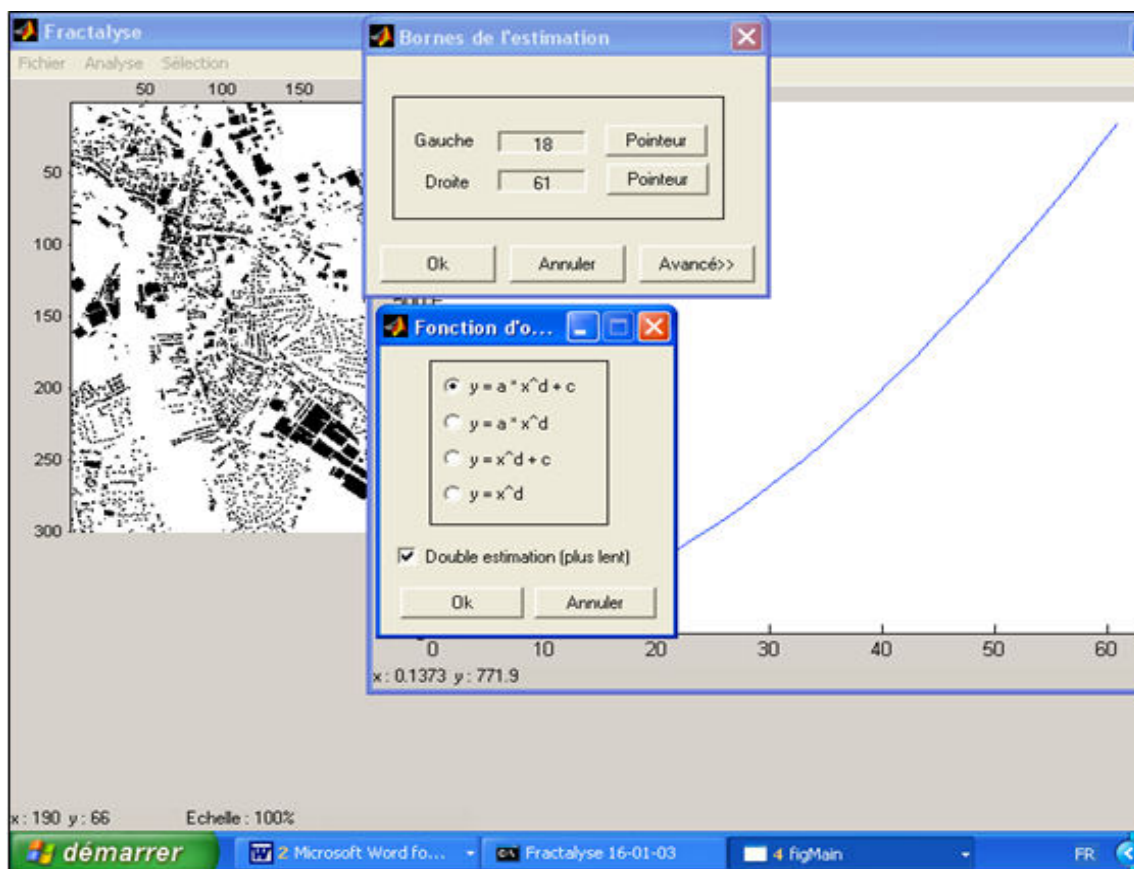 Fractalyse
Fichier Analyse Sélection
50 100 150
50
100
150
200
250
300
Bornes de l'estimation
Gauche 18 Pointeur
Droite 61 Pointeur
Ok Annuler Avancé>>
Fonction d'o...
y = a * x^d + c
y = a * x^d
y = x^d + c
y = x^d
Double estimation (plus lent)
Ok Annuler
0 10 20 30 40 50 60
x : 0.1373 y : 771.9
x : 190 y : 66 Echelle : 100%
démarrer 2 Microsoft Word fo... Fractalyse 16-01-03 4 figMain FR